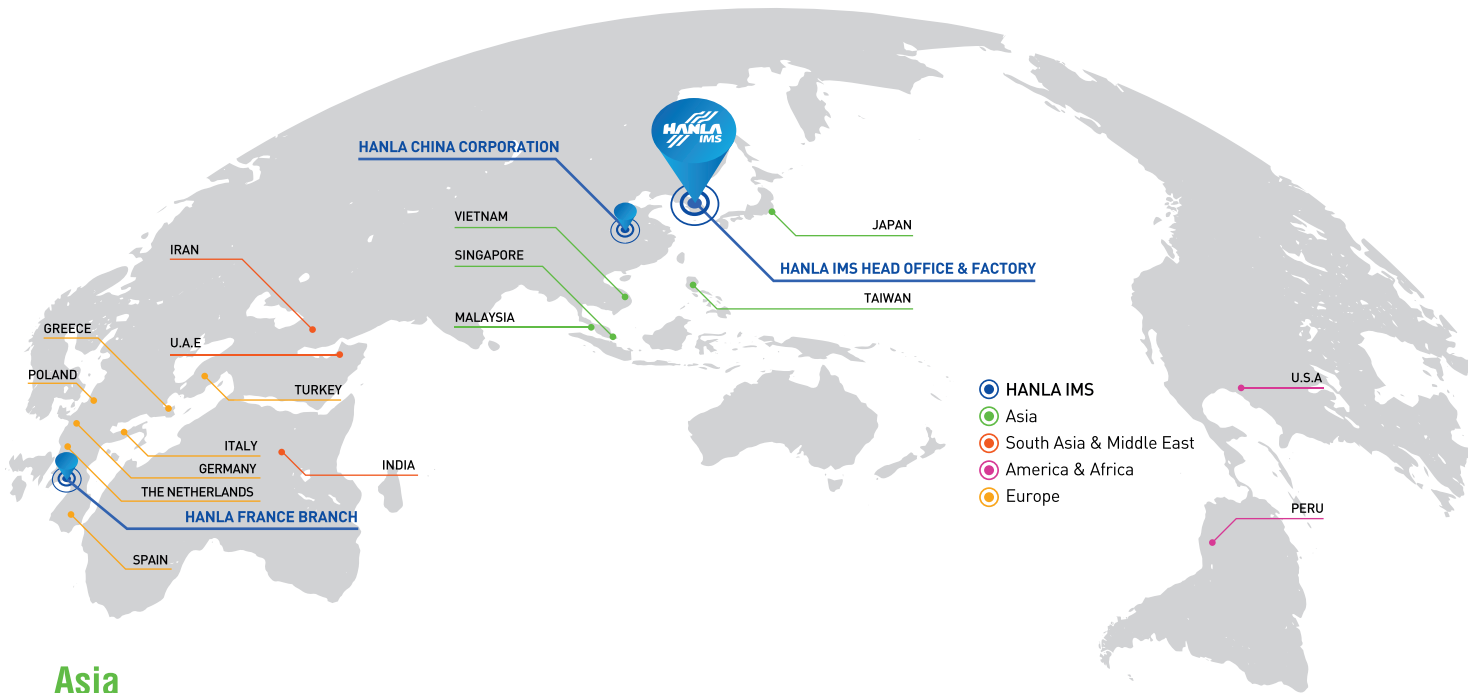 HANLA
IMS
HANLA CHINA CORPORATION
VIETNAM
JAPAN
IRAN
SINGAPORE
HANLA IMS HEAD OFFICE & FACTORY
TAIWAN
MALAYSIA
GREECE
U.A.E
POLAND
TURKEY
U.S.A
HANLA IMS
Asia
South Asia & Middle East
America & Africa
Europe
ITALY
GERMANY
INDIA
THE NETHERLANDS
HANLA FRANCE BRANCH
PERU
SPAIN
Asia